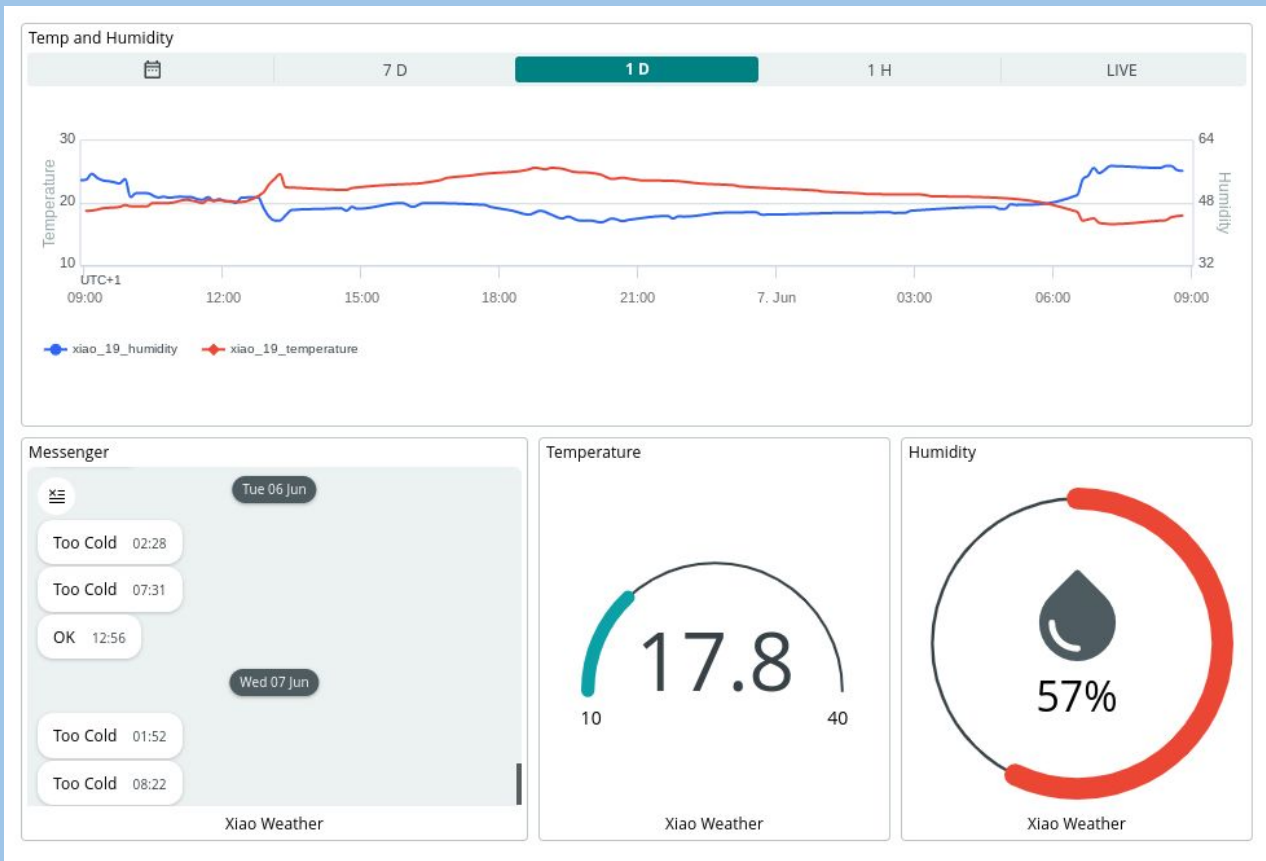 Temp and Humidity
7 D 1 D 1 H LIVE
30 64
Temperature
20 48
Humidity
10 32
UTC+1
09:00 12:00 15:00 18:00 21:00 7. Jun 03:00 06:00 09:00
xiao_19_humidity xiao_19_temperature
Messenger
Tue 06 Jun
Too Cold 02:28
Too Cold 07:31
OK 12:56
Wed 07 Jun
Too Cold 01:52
Too Cold 08:22
Xiao Weather
Temperature
17.8
10 40
Xiao Weather
Humidity
57%
Xiao Weather